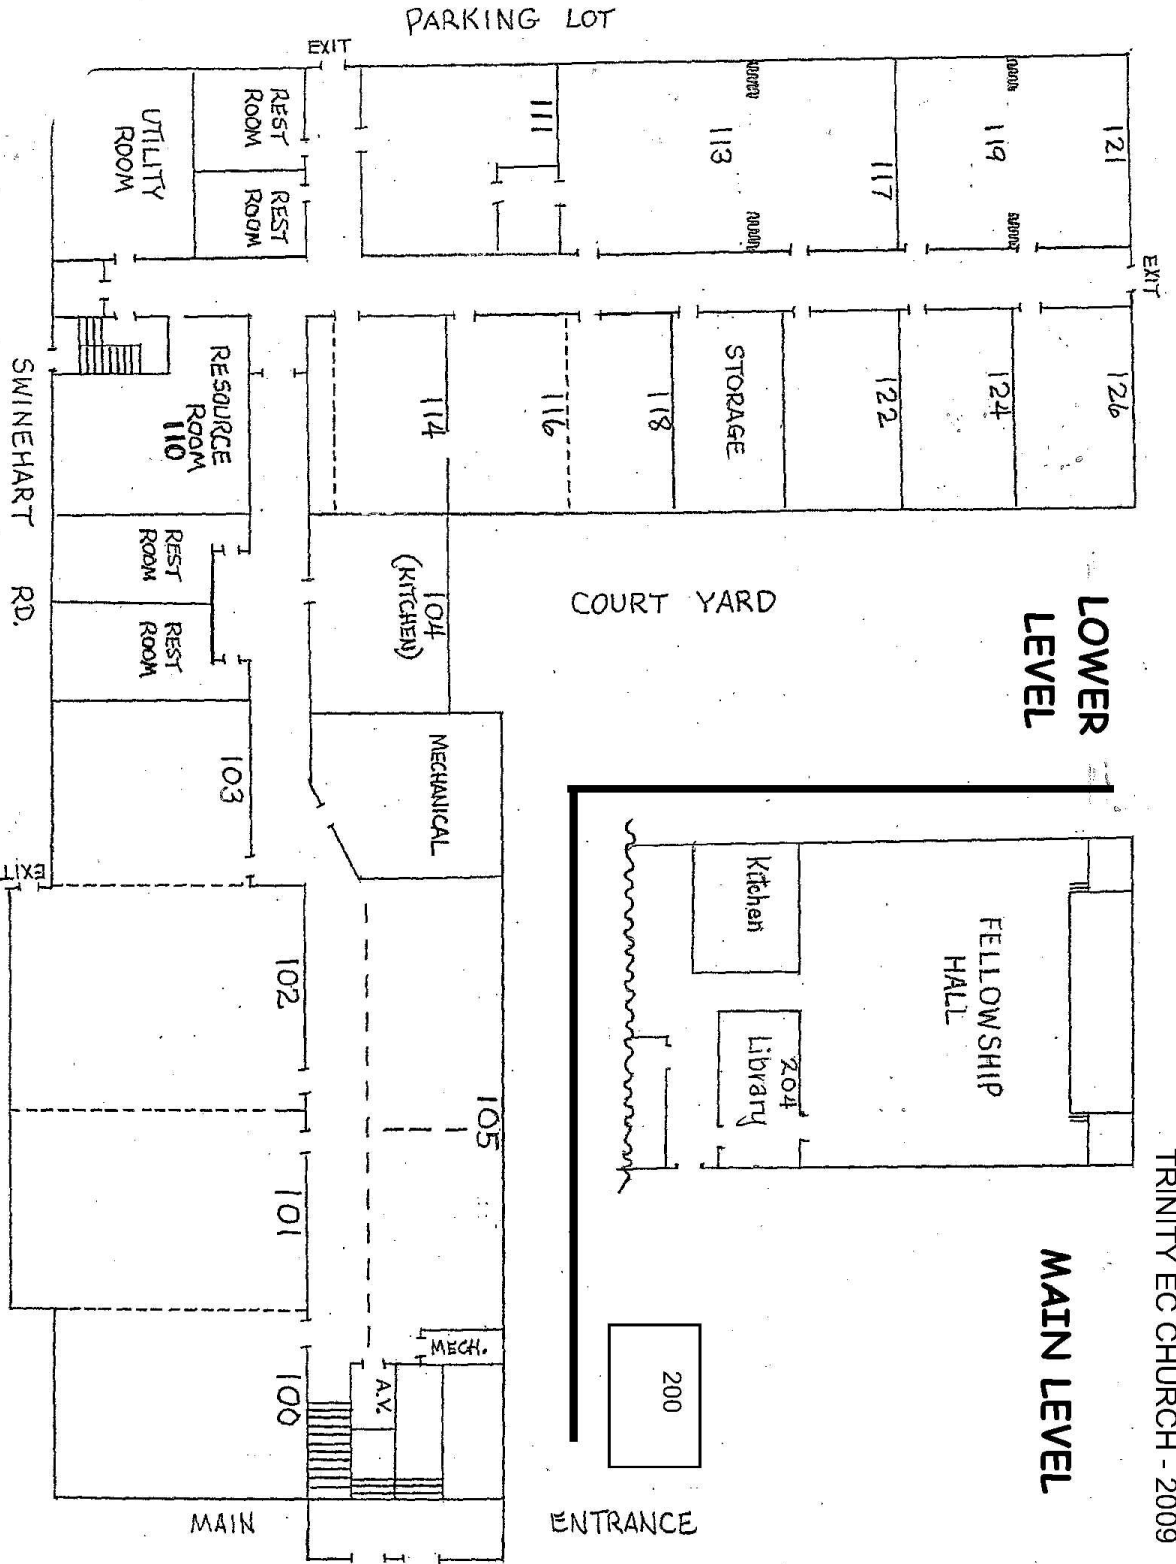 PARKING LOT
EXIT
REST
ROOM
REST
ROOM
UTILITY
ROOM
111
113
117
119
121
EXIT
RESOURCE
ROOM
110
114
116
118
STORAGE
122
124
126
SWINEHART RD.
REST
ROOM
REST
ROOM
104
(KITCHEN)
COURT YARD
LOWER
LEVEL
MECHANICAL
103
EXIT
102
101
100
105
MECH.
A.V.
Kitchen
204
Library
FELLOWSHIP
HALL
200
MAIN LEVEL
TRINITY EC CHURCH - 2009
MAIN ENTRANCE